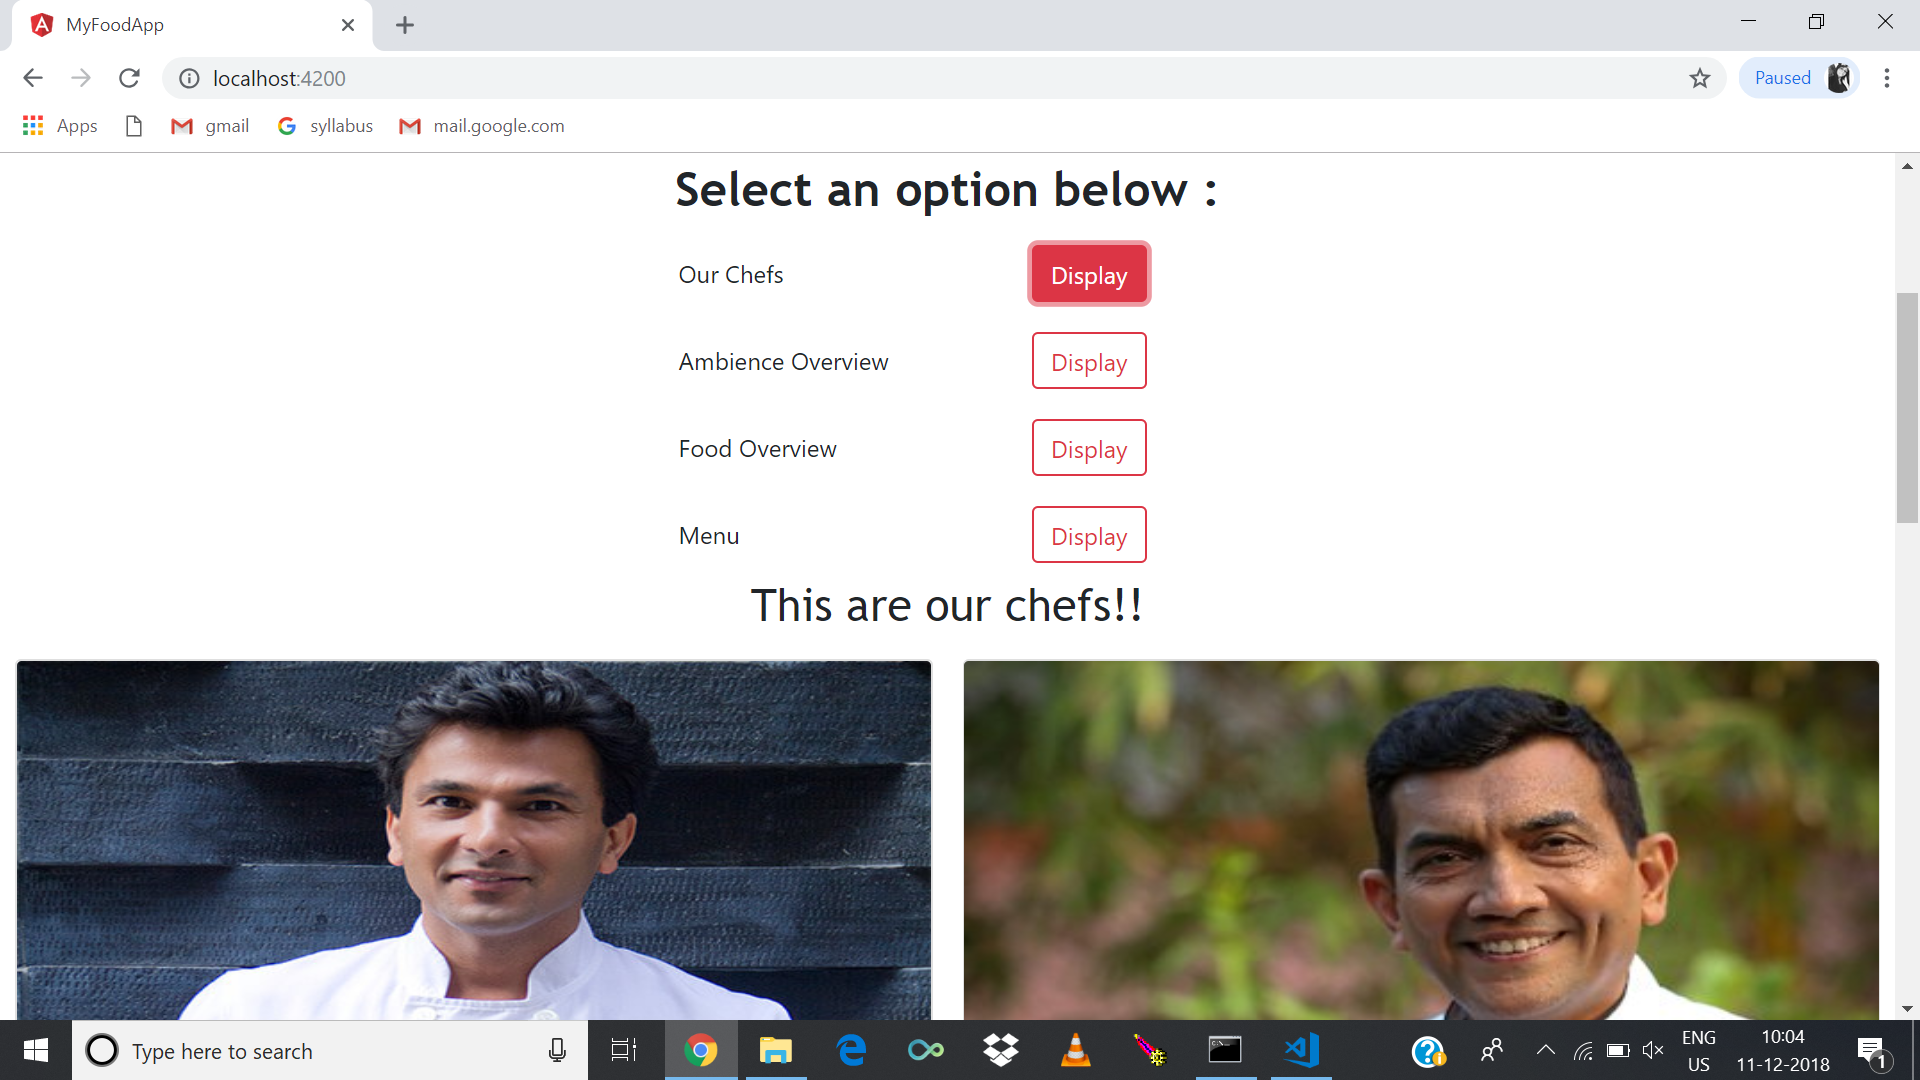 MyFoodApp
localhost:4200
Paused
Apps
gmail
syllabus
mail.google.com
Select an option below :
Our Chefs
Display
Ambience Overview
Display
Food Overview
Display
Menu
Display
This are our chefs!!
Type here to search
ENG
US
10:04
11-12-2018
1